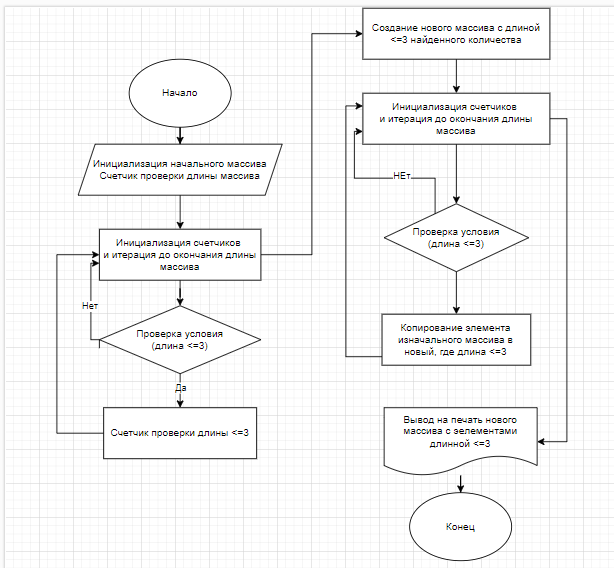 Начало
Инициализация начального массива
Счетчик проверки длины массива
Инициализация счетчиков
и итерация до окончания длины
массива
Нет
Проверка условия
(длина <=3)
Да
Счетчик проверки длины <=3
Создание нового массива с длиной
<=3 найденного количества
Инициализация счетчиков
и итерация до окончания длины
массива
НЕт
Проверка условия
(длина <=3)
Копирование элемента
изначального массива в
новый, где длина <=3
Вывод на печать нового
массива с эелементами
длинной <=3
Конец